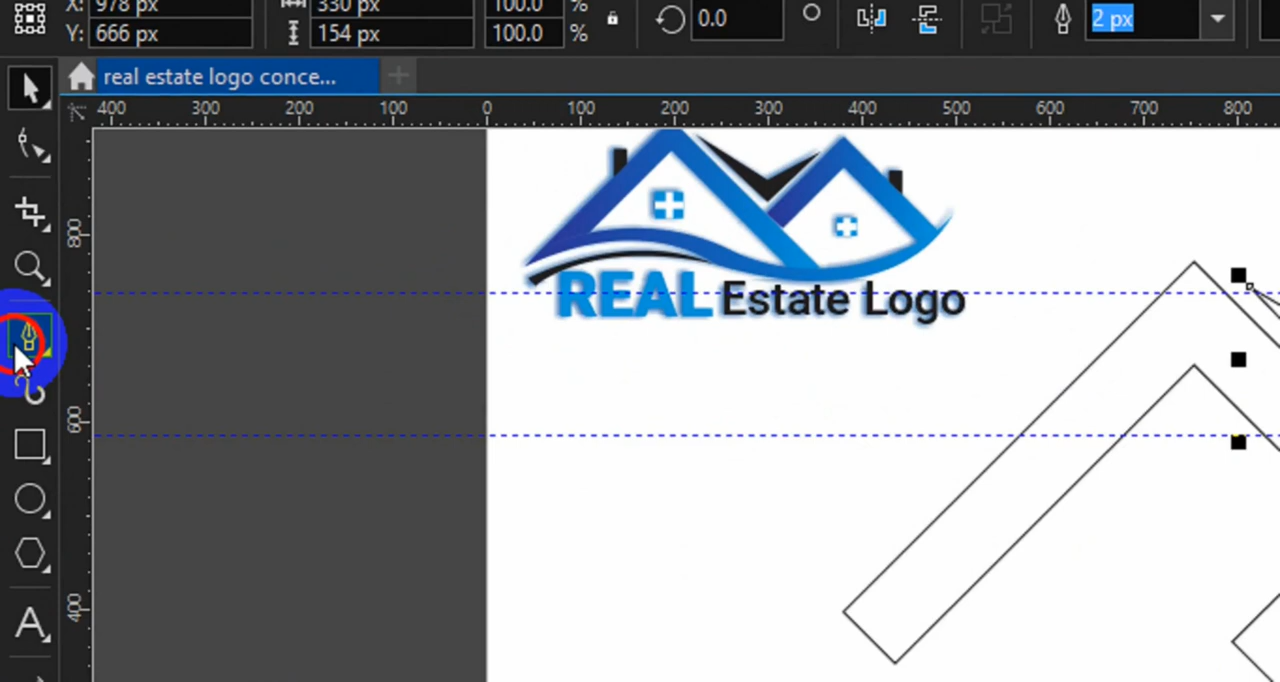 X: 978 px 330 px 100.0 %
Y: 666 px 154 px 100.0 % 0.0 2 px
real estate logo conce...
400 300 200 100 0 100 200 300 400 500 600 700 800
800
600
400
REAL Estate Logo
A